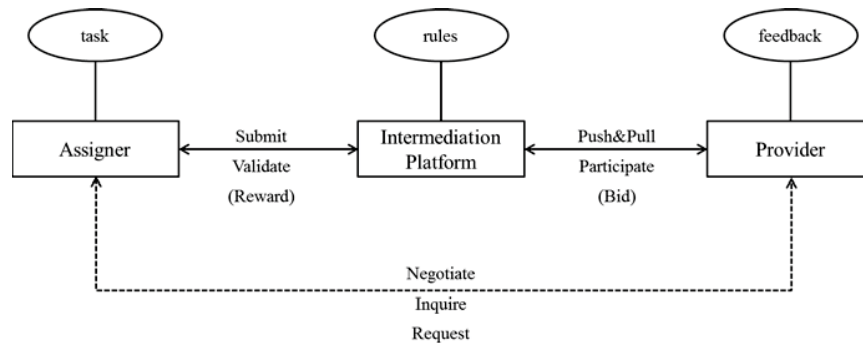 task
rules
feedback
Assigner
Submit
Validate
(Reward)
Intermediation
Platform
Push&Pull
Participate
(Bid)
Provider
Negotiate
Inquire
Request